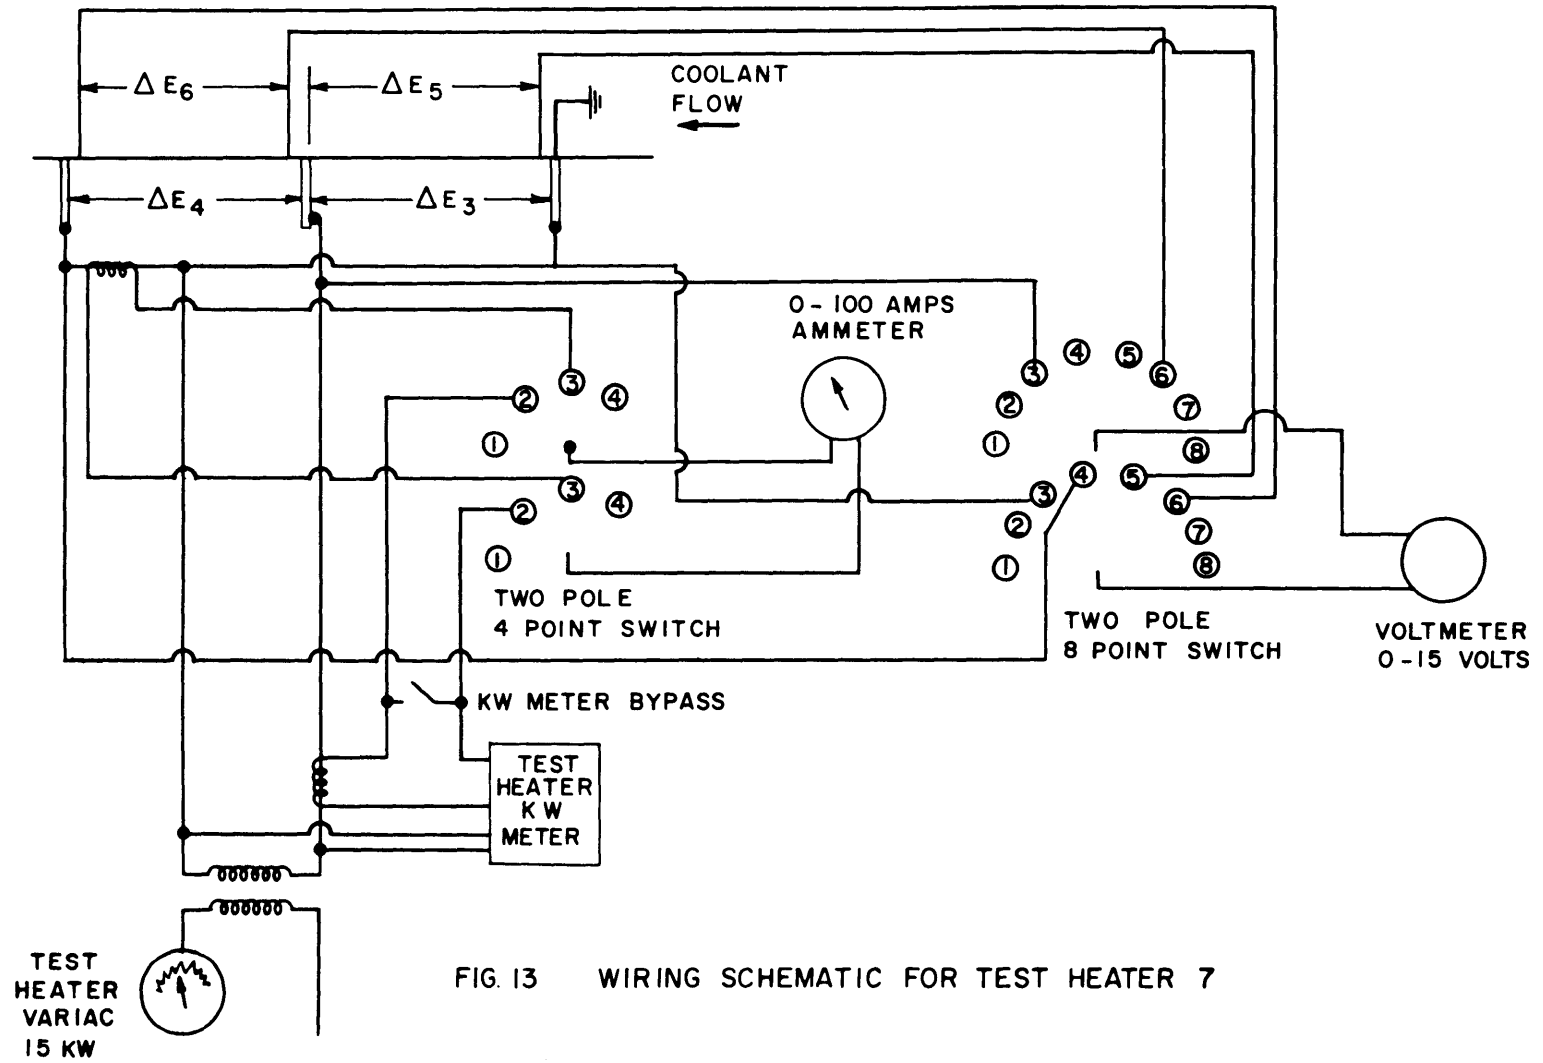 ΔE6
ΔE5
COOLANT
FLOW
ΔE4
ΔE3
0-100 AMPS
AMMETER
3
2
4
1
3
4
2
1
TWO POLE
4 POINT SWITCH
4
5
3
6
2
7
1
8
4
5
3
6
2
7
1
8
TWO POLE
8 POINT SWITCH
VOLTMETER
0-15 VOLTS
KW METER BYPASS
TEST
HEATER
KW
METER
TEST
HEATER
VARIAC
15 KW
FIG. 13 WIRING SCHEMATIC FOR TEST HEATER 7